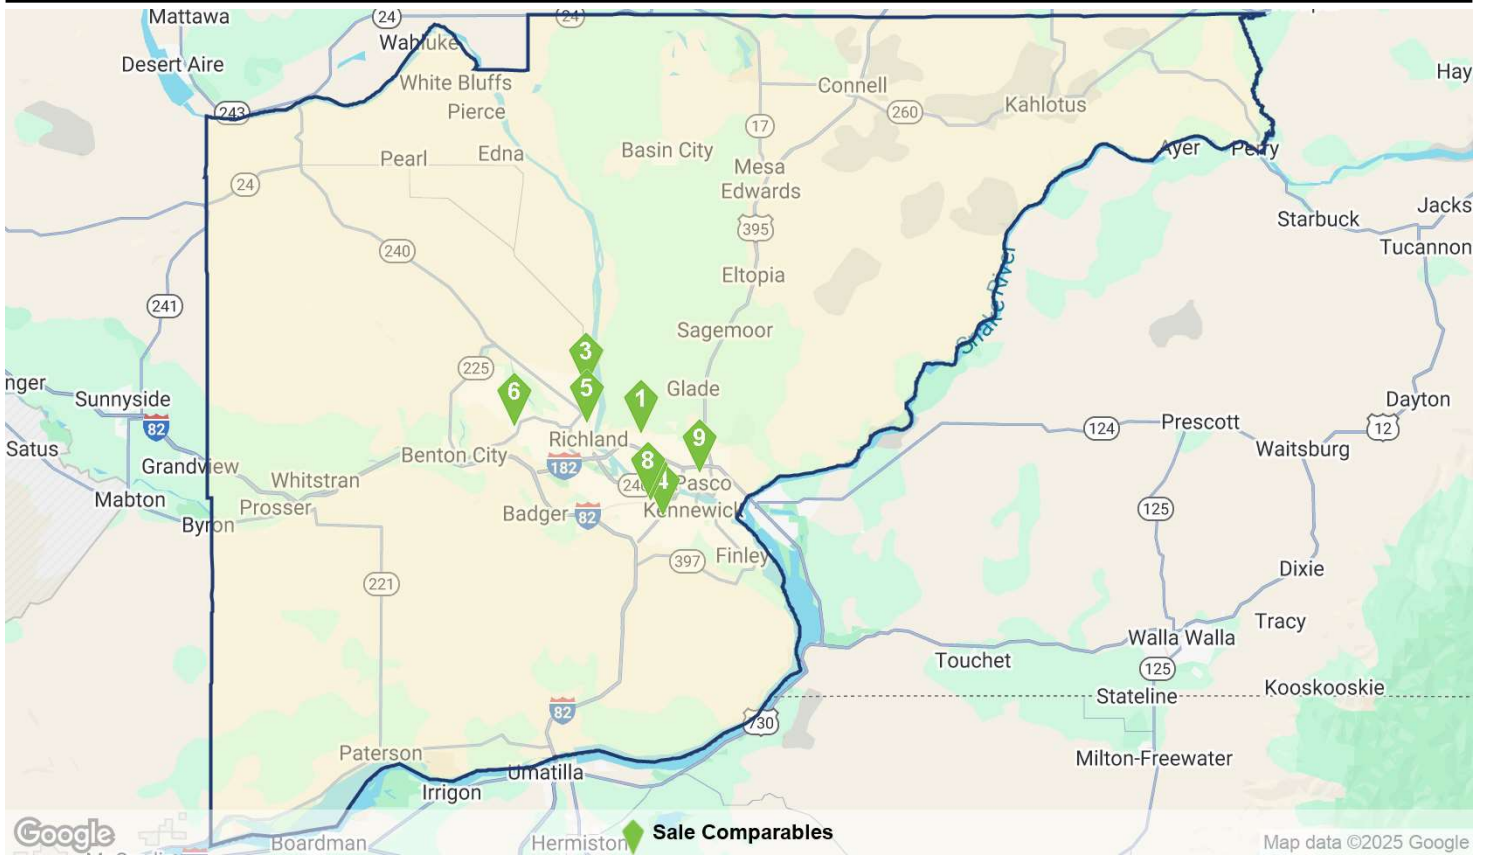 Mattawa
24
24
Wahluke
Desert Aire
White Bluffs
Hay
Connell
Pierce
243
260
Kahlotus
17
Basin City
Edna
Pearl
Ayer
Perry
Mesa
24
Edwards
Jacks
Starbuck
395
Tucannon
240
Eltopia
Snake River
241
Sagemoor
3
225
nger
5
Glade
6
1
Sunnyside
Dayton
82
Prescott
124
12
Richland
9
Satus
Waitsburg
Benton City
8
Grandview
182
Whitstran
4
Pasco
240
Mabton
Prosser
Kennewick
125
Badger
82
Byron
Finley
397
Dixie
221
Tracy
Walla Walla
Touchet
125
Kooskooskie
Stateline
82
730
Paterson
Milton-Freewater
Umatilla
Irrigon
Google
Sale Comparables
Boardman
Hermiston
Map data ©2025 Google